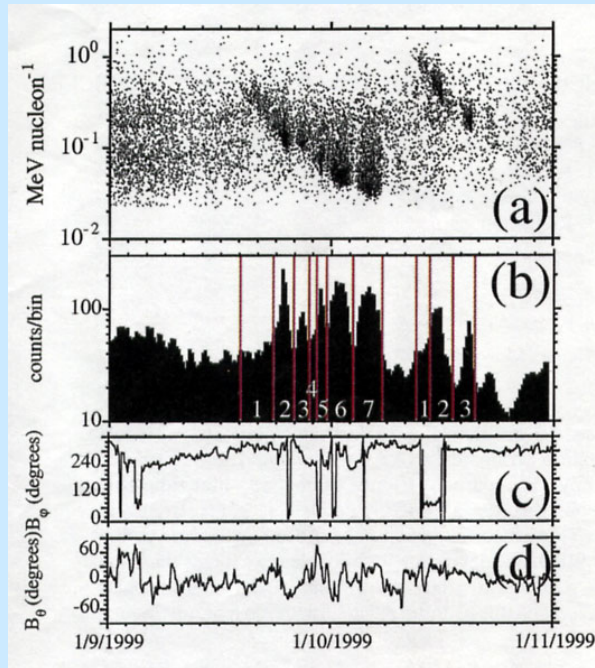 10⁰
10⁻¹
10⁻²
MeV nucleon⁻¹
(a)
100
10
counts/bin
(b)
1 2 3 4 5 6 7 1 2 3
240
120
0
Bφ (degrees)
(c)
60
0
-60
Bθ (degrees)
(d)
1/9/1999 1/10/1999 1/11/1999